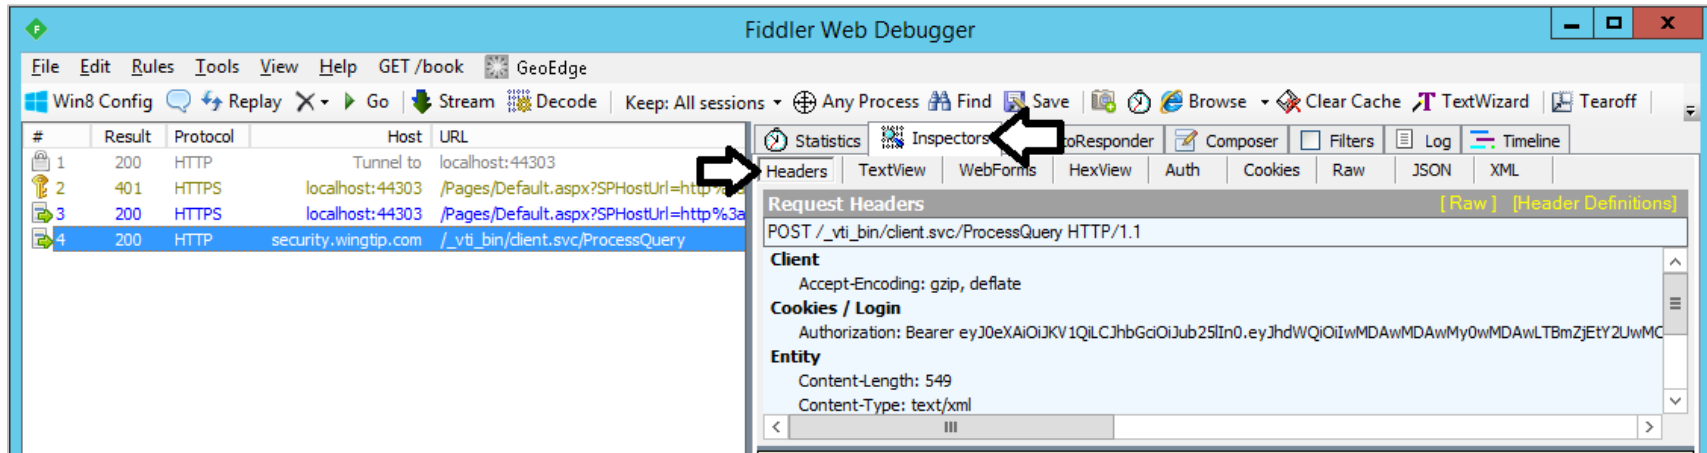 Fiddler Web Debugger
File Edit Rules Tools View Help GET /book GeoEdge
Win8 Config Replay Go Stream Decode Keep: All sessions Any Process Find Save Browse Clear Cache TextWizard Tearoff
# Result Protocol Host URL
1 200 HTTP Tunnel to localhost:44303
2 401 HTTPS localhost:44303 /Pages/Default.aspx?SPHostUrl=http
3 200 HTTPS localhost:44303 /Pages/Default.aspx?SPHostUrl=http%3a
4 200 HTTP security.wingtip.com /_vti_bin/client.svc/ProcessQuery
Statistics Inspectors toResponder Composer Filters Log Timeline
Headers TextView WebForms HexView Auth Cookies Raw JSON XML
Request Headers [ Raw ] [Header Definitions]
POST /_vti_bin/client.svc/ProcessQuery HTTP/1.1
Client
Accept-Encoding: gzip, deflate
Cookies / Login
Authorization: Bearer eyJ0eXAiOiJKV1QiLCJhbGciOiJub25lIn0.eyJhdWQiOiIwMDAwMDAwMy0wMDAwLTBmZjEtY2UwMC
Entity
Content-Length: 549
Content-Type: text/xml